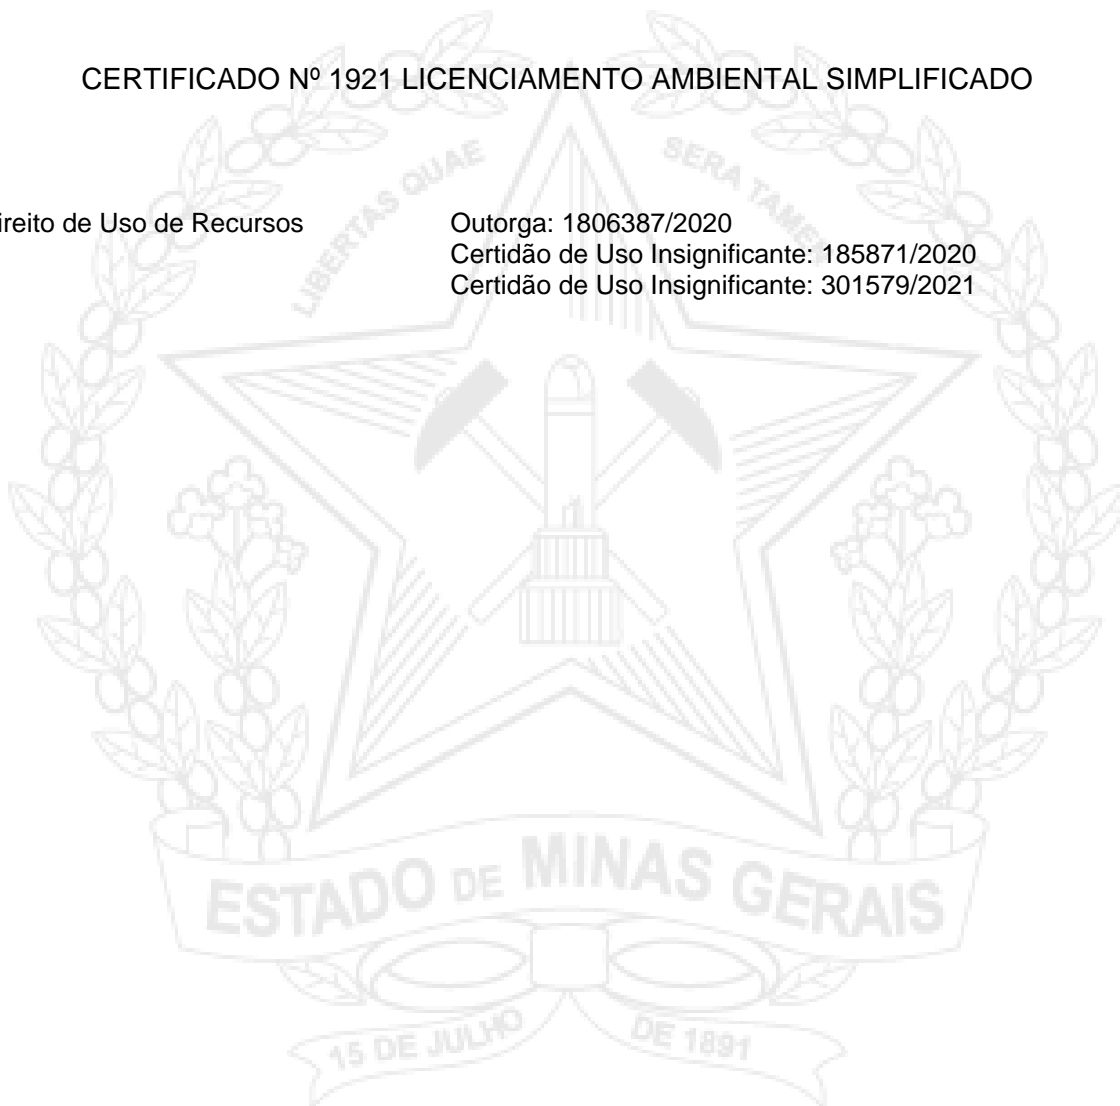 CERTIFICADO Nº 1921 LICENCIAMENTO AMBIENTAL SIMPLIFICADO
LIBERTAS QUAE SERA TAMEN
ireito de Uso de Recursos Outorga: 1806387/2020
Certidão de Uso Insignificante: 185871/2020
Certidão de Uso Insignificante: 301579/2021
ESTADO DE MINAS GERAIS
15 DE JULHO DE 1891